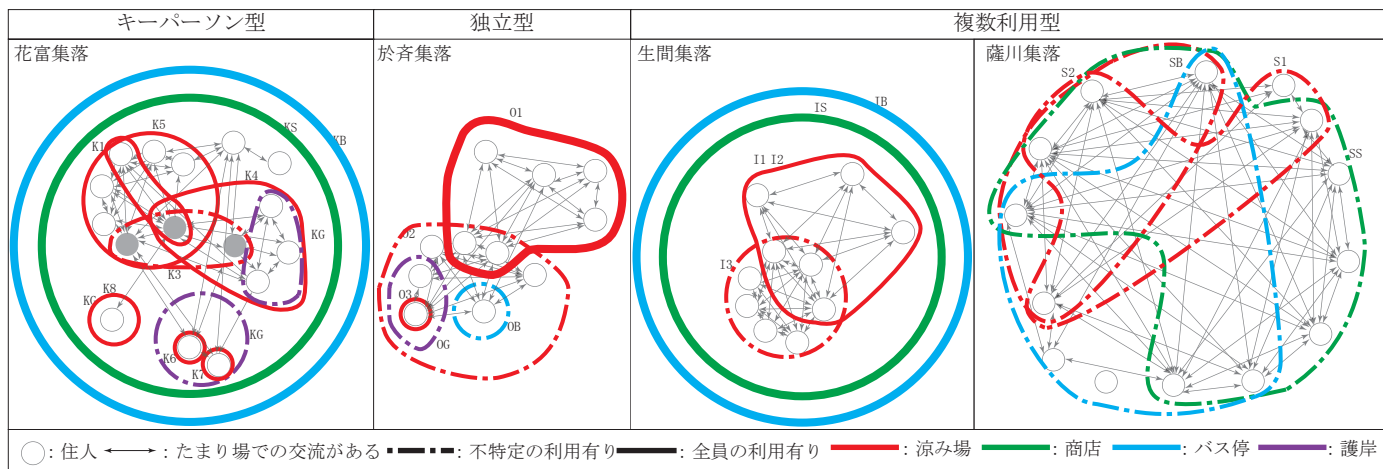 キーパーソン型
独立型
複数利用型
花富集落
於斉集落
生間集落
薩川集落
K1
K5
KS
KB
K4
KG
K3
K8
KG
KG
K6
K7
O1
O2
O3
OG
OB
IS
IB
I1 I2
I3
S2
SB
S1
SS
: 住人
: たまり場での交流がある
: 不特定の利用有り
: 全員の利用有り
: 涼み場
: 商店
: バス停
: 護岸